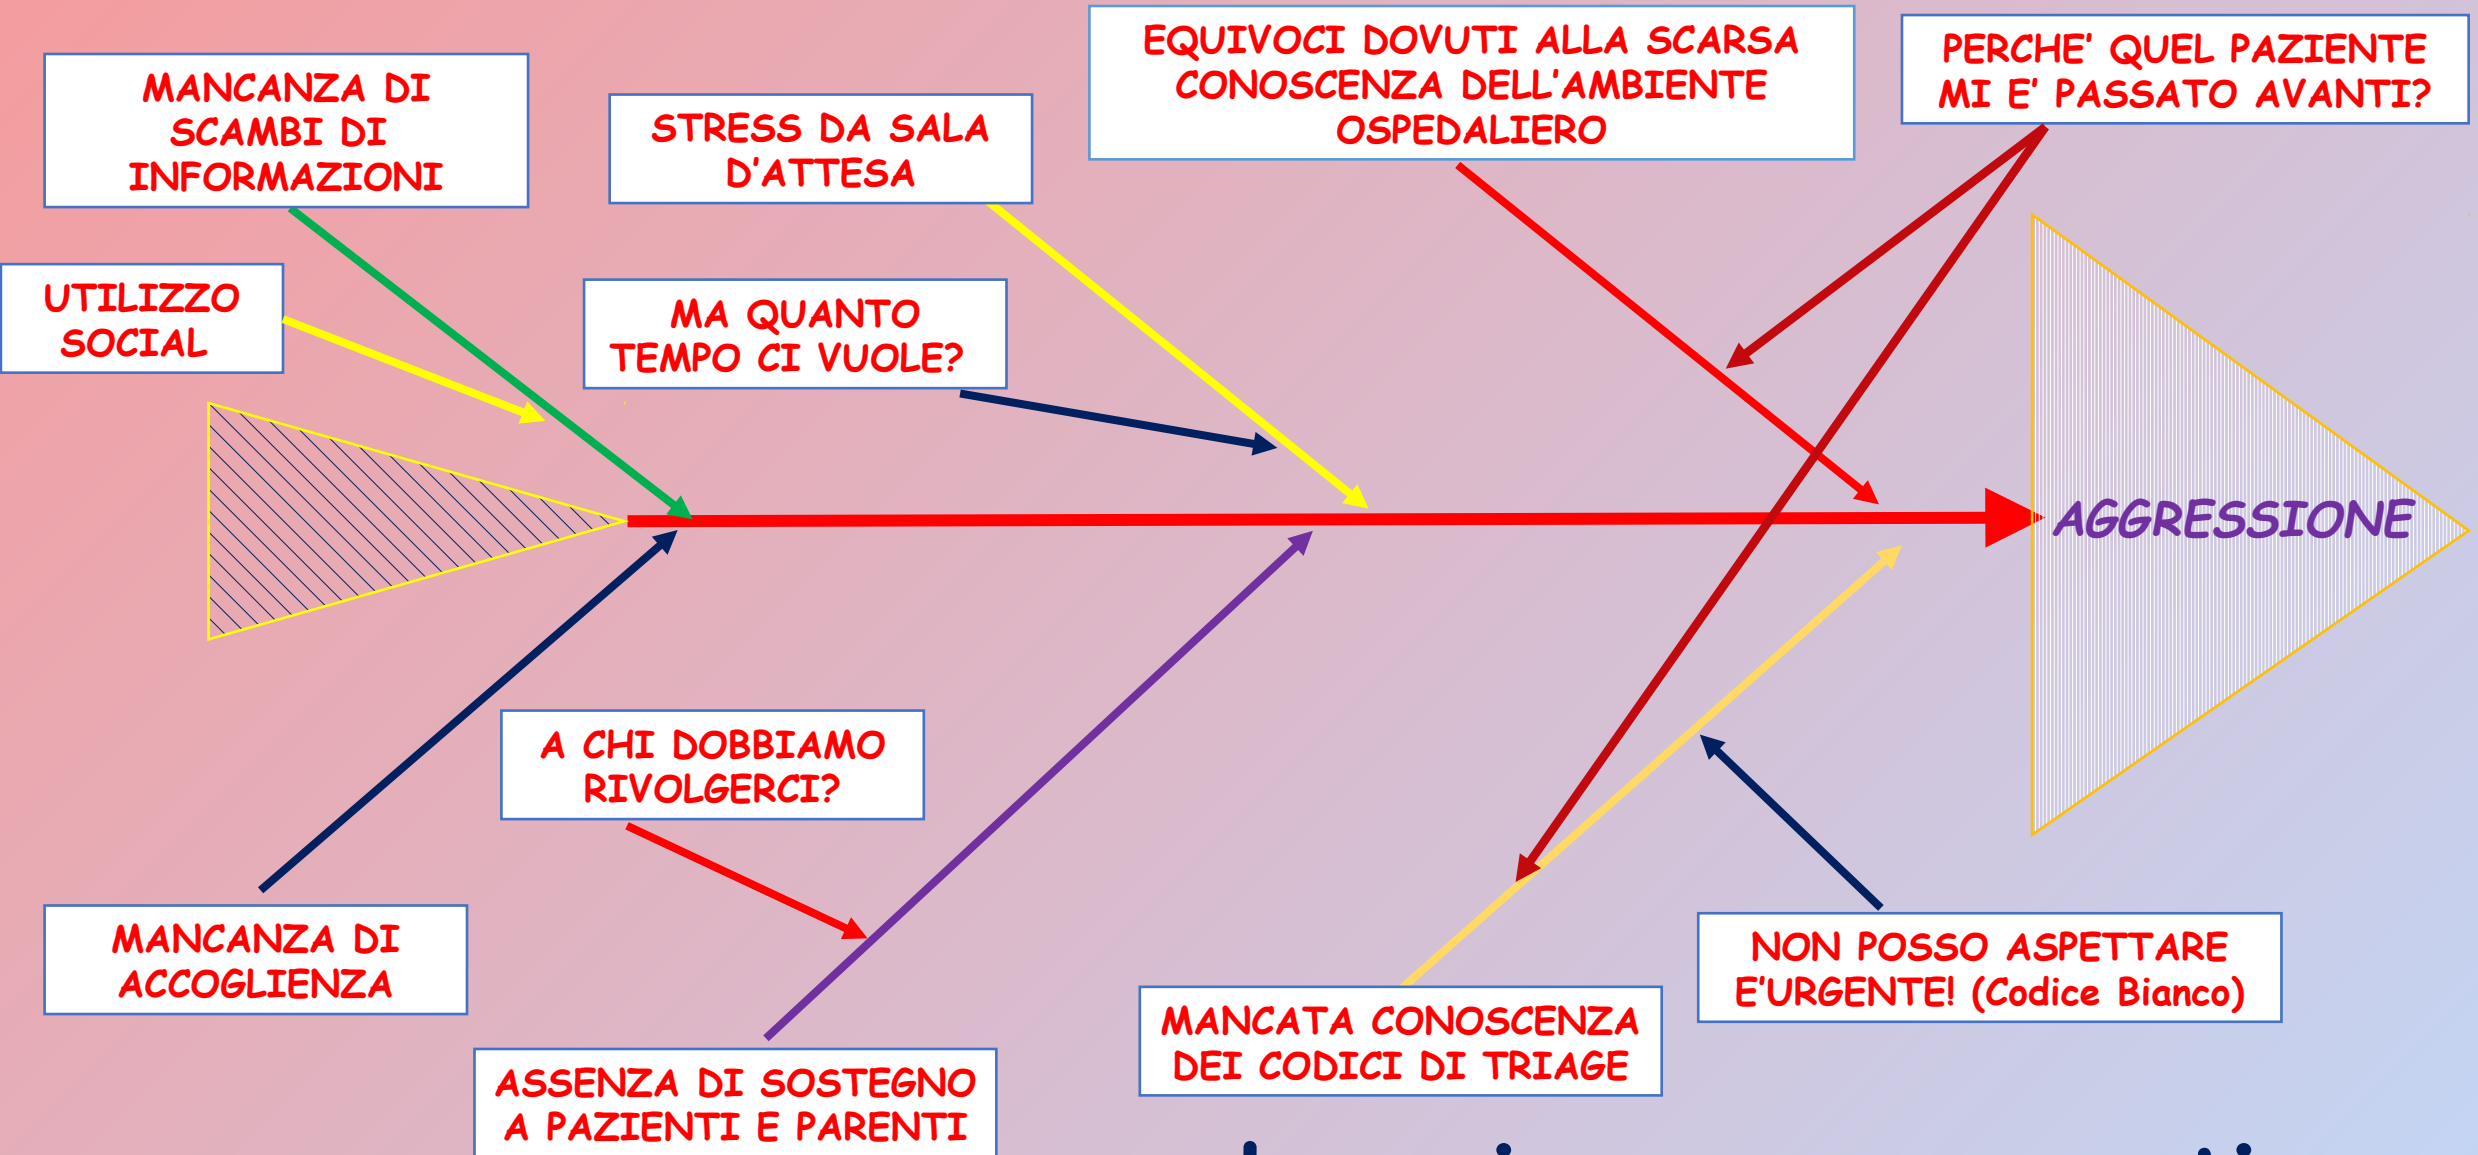 MANCANZA DI
SCAMBI DI
INFORMAZIONI
STRESS DA SALA
D'ATTESA
EQUIVOCI DOVUTI ALLA SCARSA
CONOSCENZA DELL'AMBIENTE
OSPEDALIERO
PERCHE' QUEL PAZIENTE
MI E' PASSATO AVANTI?
UTILIZZO
SOCIAL
MA QUANTO
TEMPO CI VUOLE?
AGGRESSIONE
A CHI DOBBIAMO
RIVOLGERCI?
MANCANZA DI
ACCOGLIENZA
NON POSSO ASPETTARE
E'URGENTE! (Codice Bianco)
MANCATA CONOSCENZA
DEI CODICI DI TRIAGE
ASSENZA DI SOSTEGNO
A PAZIENTI E PARENTI